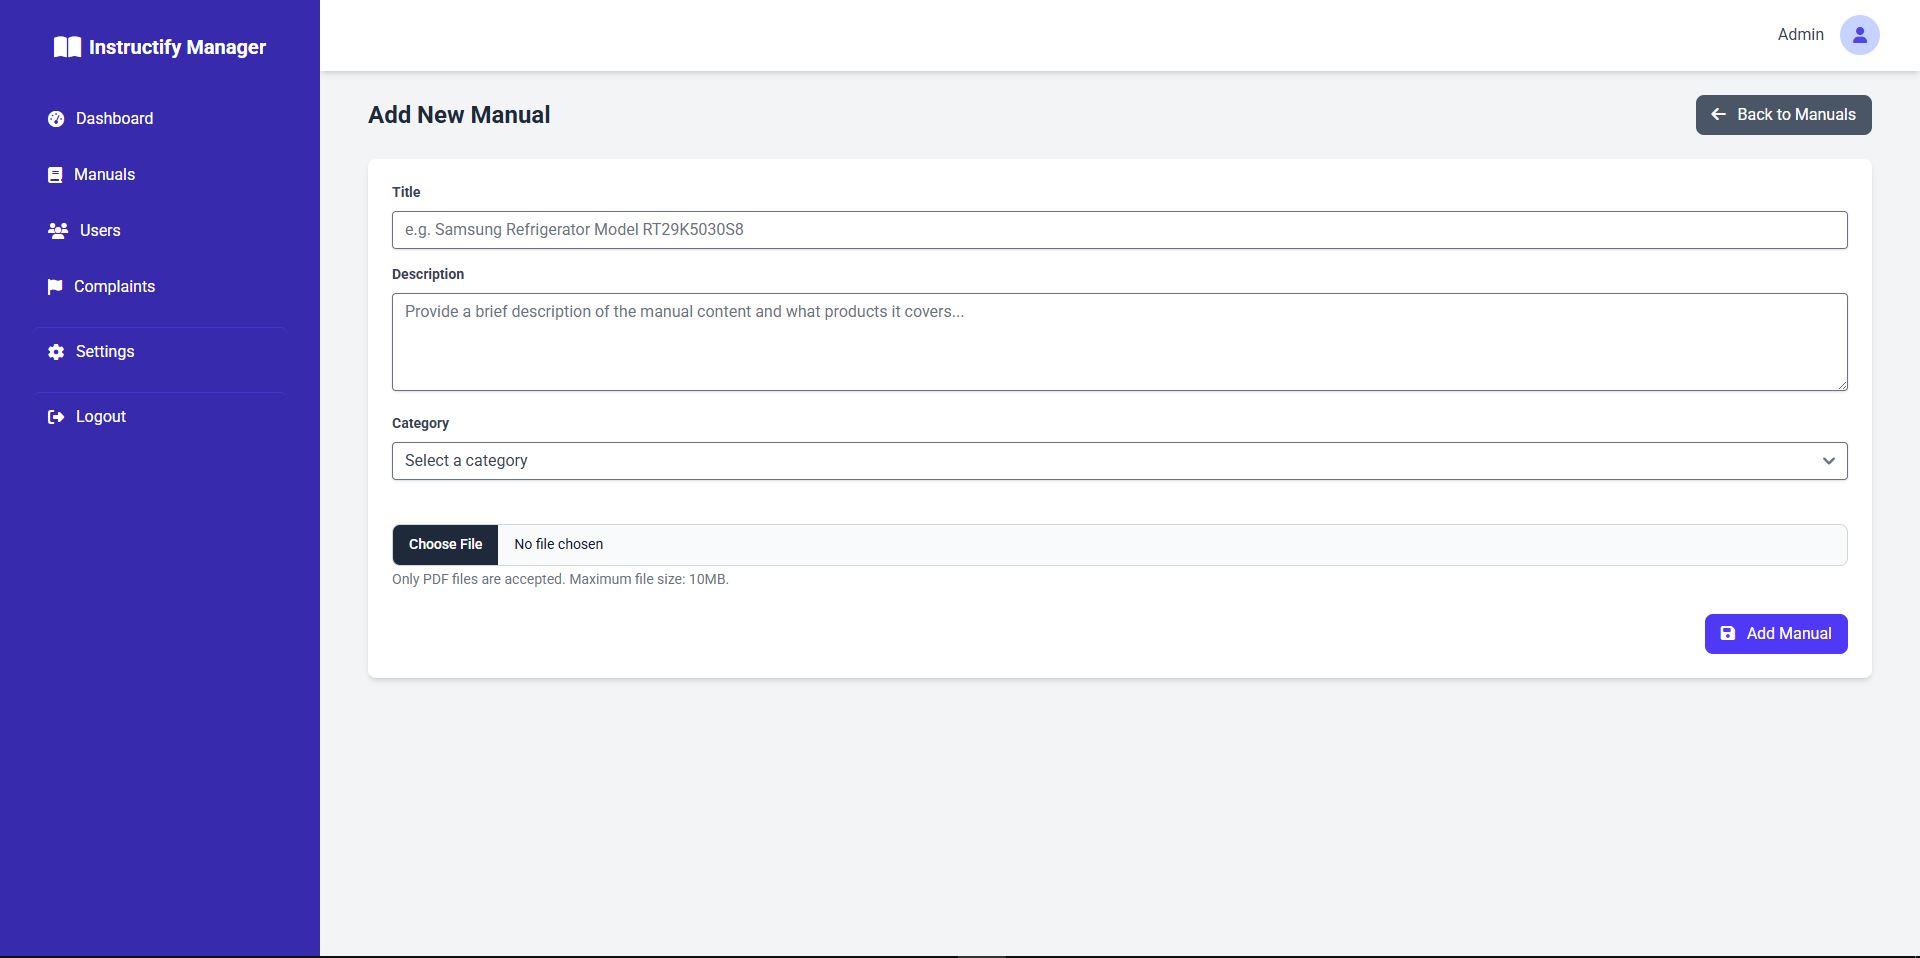 Instructify Manager
Dashboard
Manuals
Users
Complaints
Settings
Logout
Admin
Add New Manual
Back to Manuals
Title
e.g. Samsung Refrigerator Model RT29K5030S8
Description
Provide a brief description of the manual content and what products it covers...
Category
Select a category
Choose File No file chosen
Only PDF files are accepted. Maximum file size: 10MB.
Add Manual